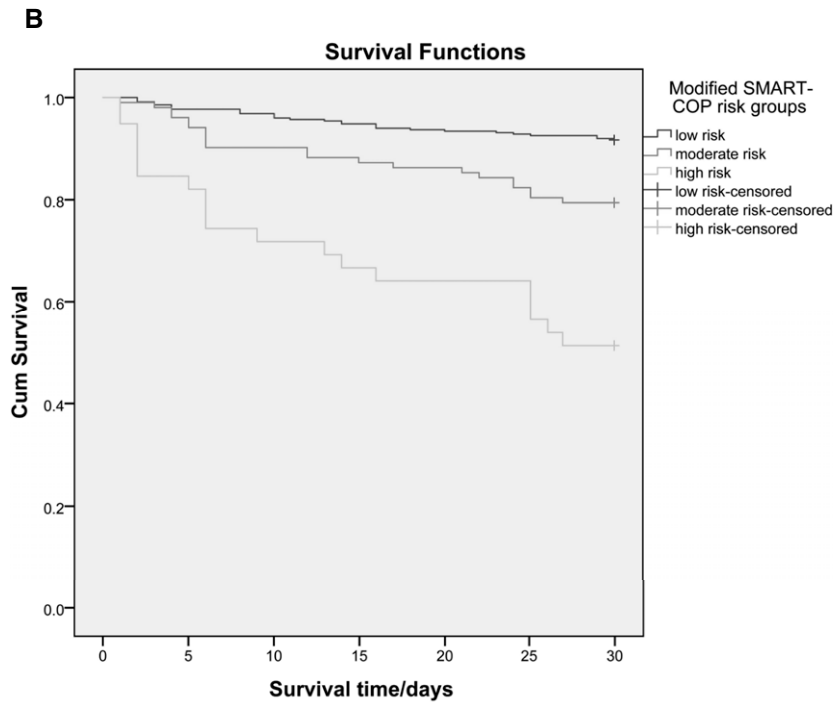 B
Survival Functions
Modified SMART-
COP risk groups
low risk
moderate risk
high risk
low risk-censored
moderate risk-censored
high risk-censored
Cum Survival
1.0
0.8
0.6
0.4
0.2
0.0
0 5 10 15 20 25 30
Survival time/days